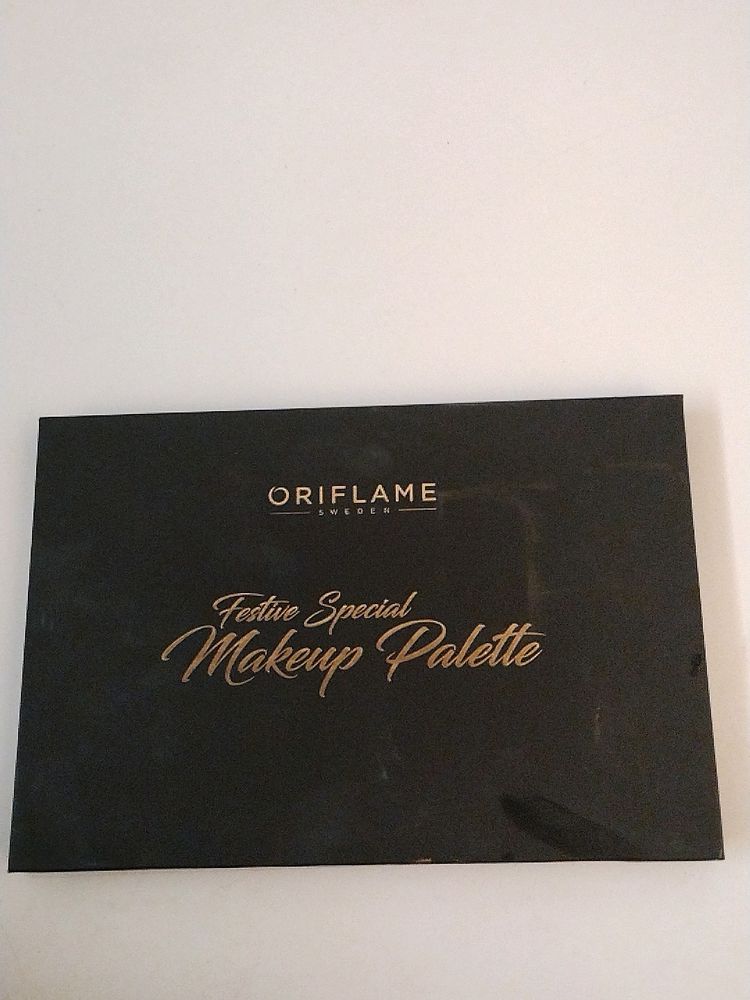 ORIFLAME
SWEDEN
Festive Special
Makeup Palette